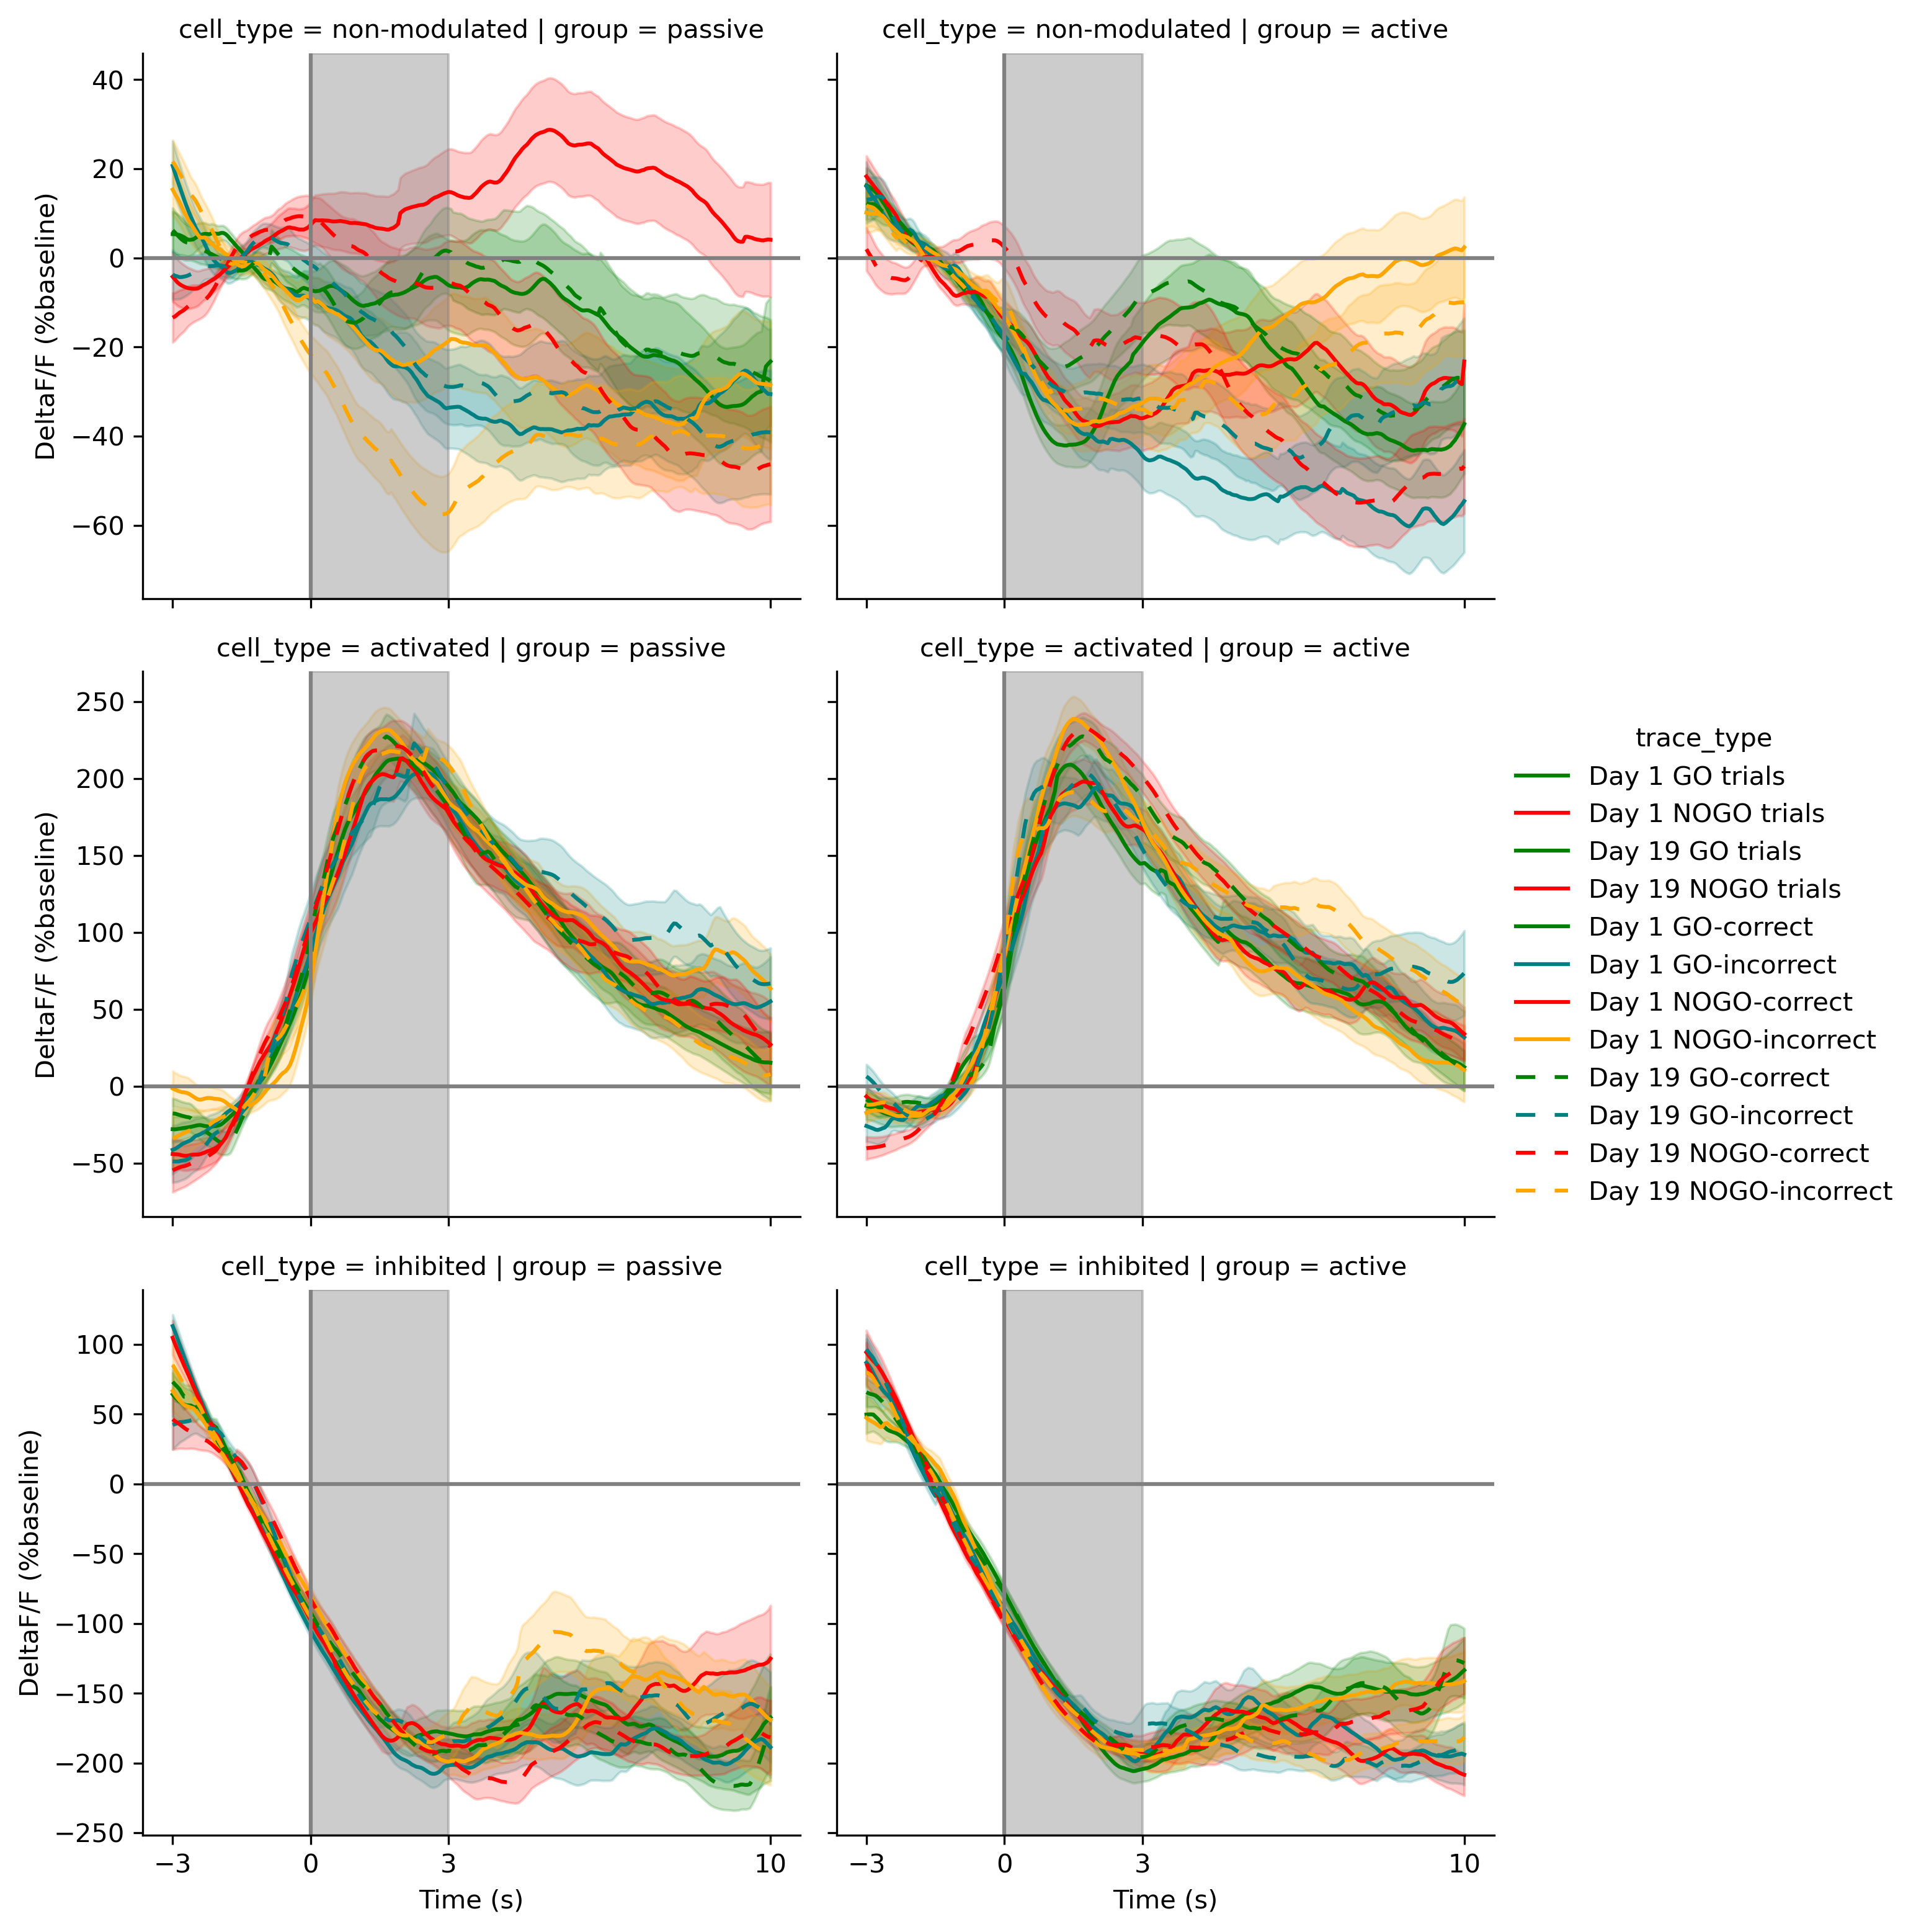 cell_type = non-modulated | group = passive
cell_type = non-modulated | group = active
40
20
0
−20
−40
−60
DeltaF/F (%baseline)
cell_type = activated | group = passive
cell_type = activated | group = active
250
200
150
100
50
0
−50
DeltaF/F (%baseline)
trace_type
Day 1 GO trials
Day 1 NOGO trials
Day 19 GO trials
Day 19 NOGO trials
Day 1 GO-correct
Day 1 GO-incorrect
Day 1 NOGO-correct
Day 1 NOGO-incorrect
Day 19 GO-correct
Day 19 GO-incorrect
Day 19 NOGO-correct
Day 19 NOGO-incorrect
cell_type = inhibited | group = passive
cell_type = inhibited | group = active
100
50
0
−50
−100
−150
−200
−250
DeltaF/F (%baseline)
−3 0 3 10
−3 0 3 10
Time (s)
Time (s)